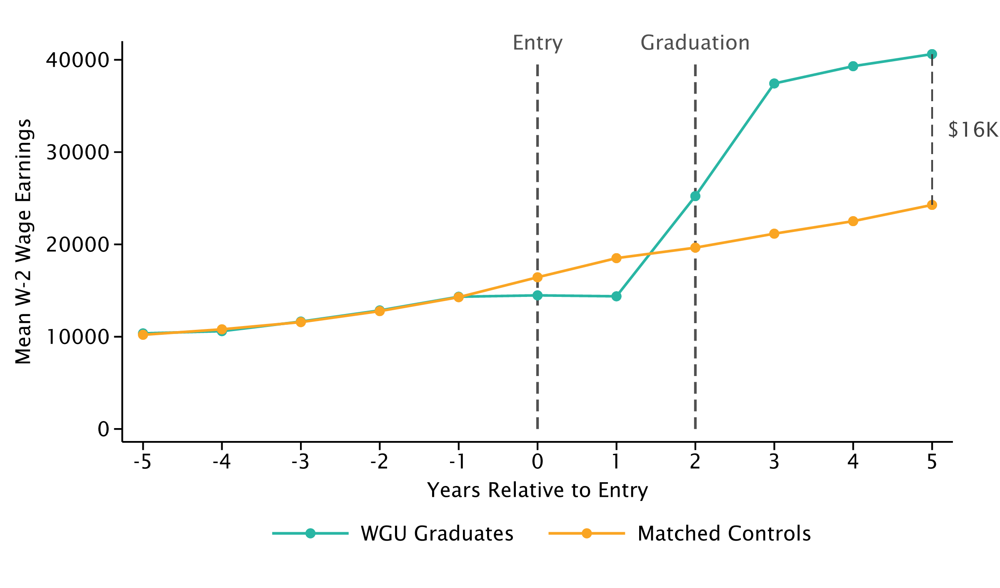 Entry
Graduation
Mean W-2 Wage Earnings
40000
30000
20000
10000
0
$16K
-5
-4
-3
-2
-1
0
1
2
3
4
5
Years Relative to Entry
WGU Graduates
Matched Controls